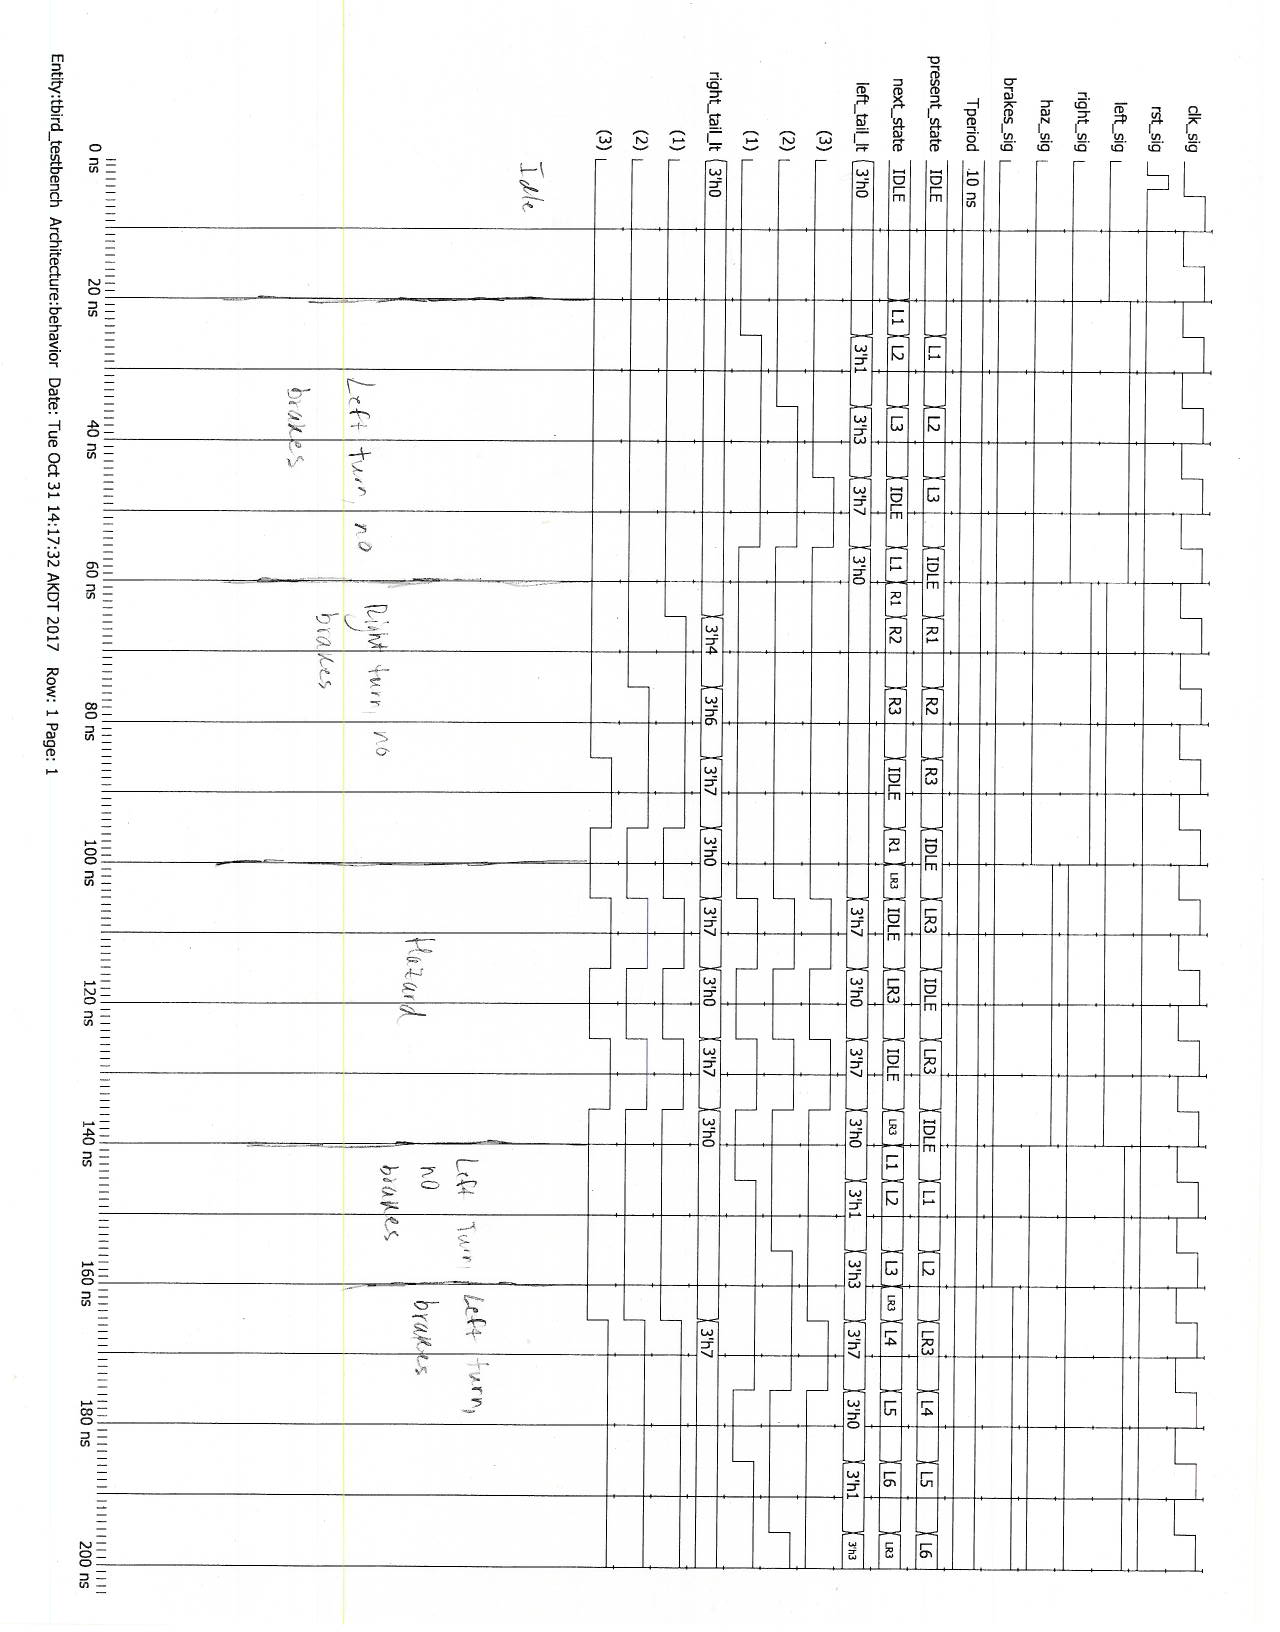 clk_sig
rst_sig
left_sig
right_sig
haz_sig
brakes_sig
Tperiod 10 ns
present_state IDLE L1 L2 L3 IDLE R1 R2 R3 IDLE LR3 IDLE LR3 IDLE L1 L2 LR3 L4 L5 L6
next_state IDLE L1 L2 L3 IDLE L1 R1 R2 R3 IDLE R1 LR3 IDLE LR3 IDLE LR3 L1 L2 L3 LR3 L4 L5 L6 LR3
left_tail_lt 3'h0 3'h1 3'h3 3'h7 3'h0 3'h7 3'h0 3'h7 3'h0 3'h1 3'h3 3'h7 3'h0 3'h1 3'h3
(3)
(2)
(1)
right_tail_lt 3'h0 3'h4 3'h6 3'h7 3'h0 3'h7 3'h0 3'h7 3'h0 3'h7
(1)
(2)
(3)
Idle
Left turn, no
brakes
Right turn, no
brakes
Hazard
Left Turn,
no
brakes
Left turn,
brakes
0 ns 20 ns 40 ns 60 ns 80 ns 100 ns 120 ns 140 ns 160 ns 180 ns 200 ns
Entity:tbird_testbench Architecture:behavior Date: Tue Oct 31 14:17:32 AKDT 2017 Row: 1 Page: 1